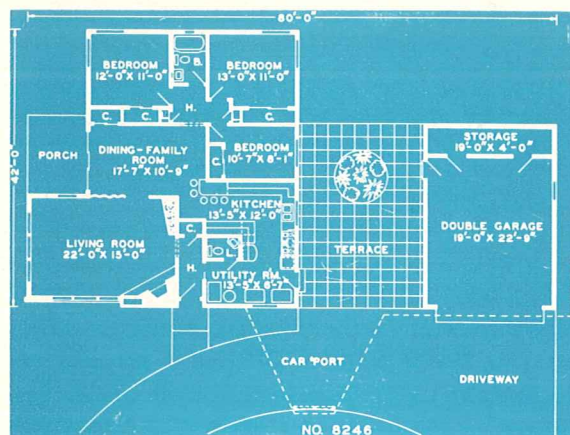 80'-0"
BEDROOM
12'-0"X 11'-0"
B.
BEDROOM
13'-0"X 11'-0"
H.
C.
C.
C.
42'-0
PORCH
DINING-FAMILY
ROOM
17'-7"X 10'-9"
BEDROOM
10'-7"X 8'-1"
C.
STORAGE
19'-0"X 4'-0"
KITCHEN
13'-5"X 12'-0"
LIVING ROOM
22'-0"X 15'-0"
C.
L.
H.
UTILITY RM.
13'-5"X 6'-7"
TERRACE
DOUBLE GARAGE
19'-0"X 22'-9"
CAR PORT
DRIVEWAY
NO. 8246